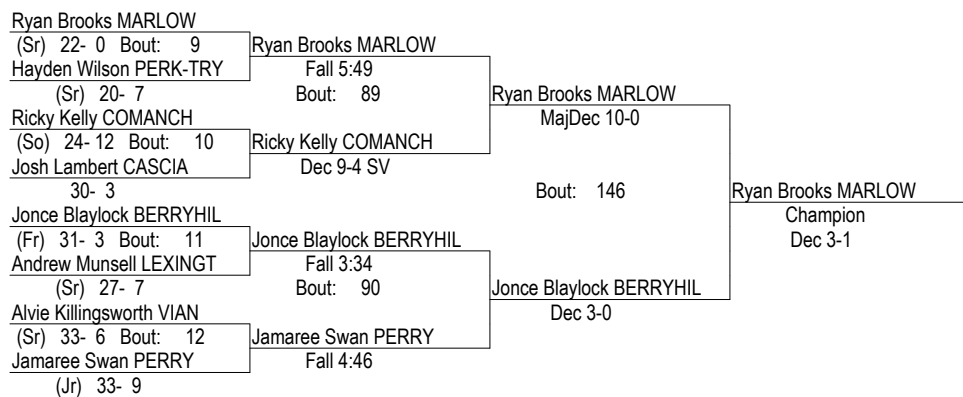 Ryan Brooks MARLOW
(Sr) 22- 0 Bout: 9
Ryan Brooks MARLOW
Hayden Wilson PERK-TRY
Fall 5:49
(Sr) 20- 7
Bout: 89
Ryan Brooks MARLOW
Ricky Kelly COMANCH
MajDec 10-0
(So) 24- 12 Bout: 10
Ricky Kelly COMANCH
Josh Lambert CASCIA
Dec 9-4 SV
30- 3
Bout: 146
Ryan Brooks MARLOW
Jonce Blaylock BERRYHIL
Champion
(Fr) 31- 3 Bout: 11
Jonce Blaylock BERRYHIL
Dec 3-1
Andrew Munsell LEXINGT
Fall 3:34
(Sr) 27- 7
Bout: 90
Jonce Blaylock BERRYHIL
Alvie Killingsworth VIAN
Dec 3-0
(Sr) 33- 6 Bout: 12
Jamaree Swan PERRY
Jamaree Swan PERRY
Fall 4:46
(Jr) 33- 9